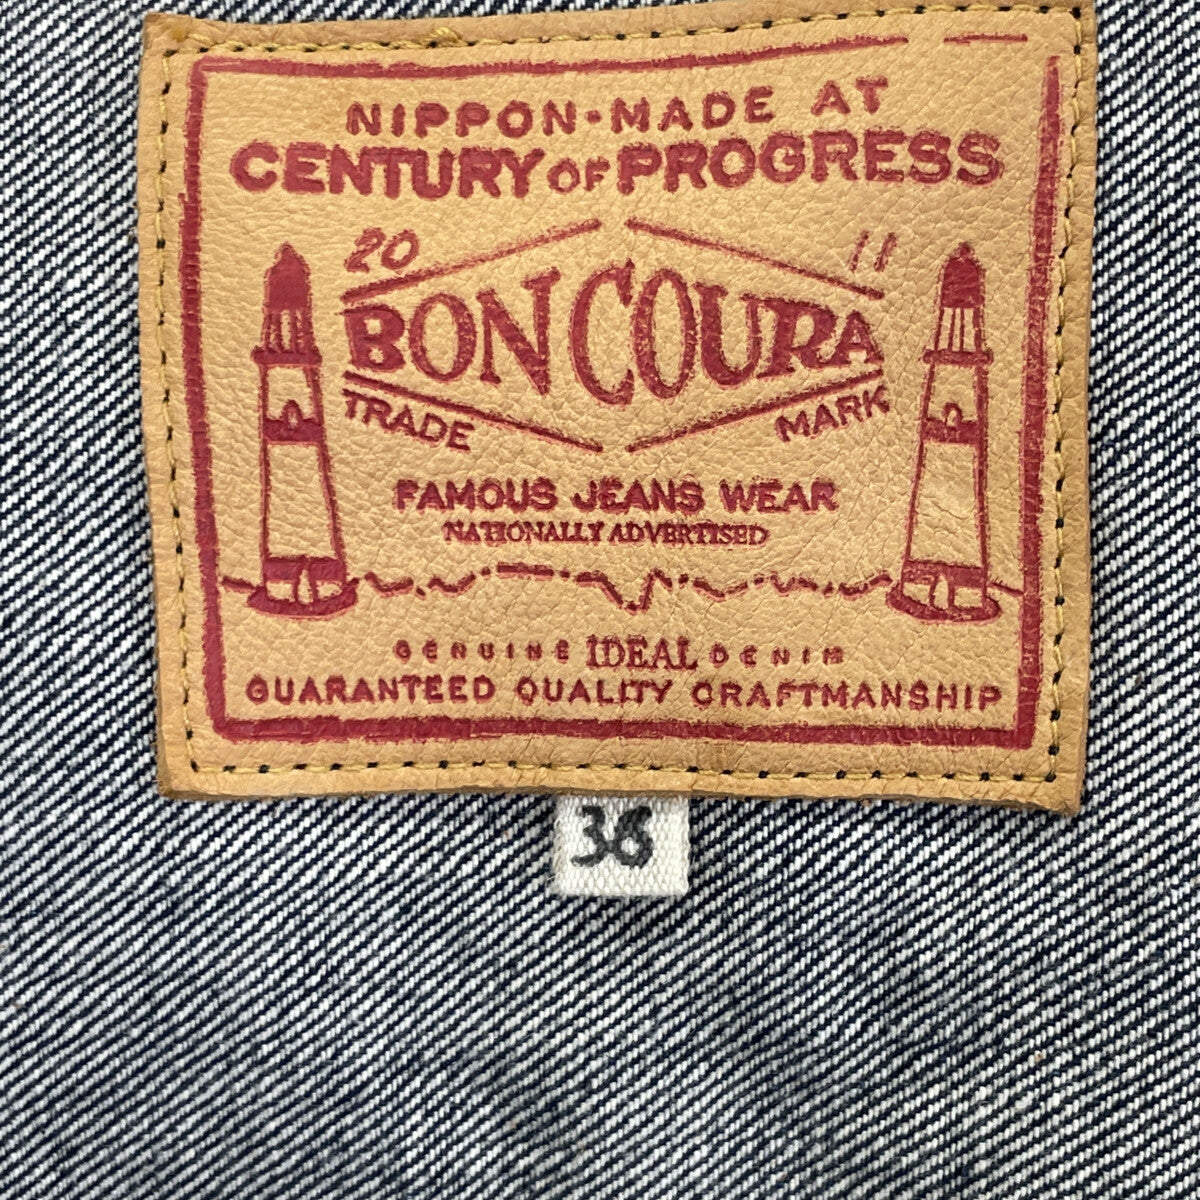 NIPPON·MADE AT
CENTURY OF PROGRESS
20 11
BON COURA
TRADE MARK
FAMOUS JEANS WEAR
NATIONALLY ADVERTISED
GENUINE IDEAL DENIM
GUARANTEED QUALITY CRAFTMANSHIP
36